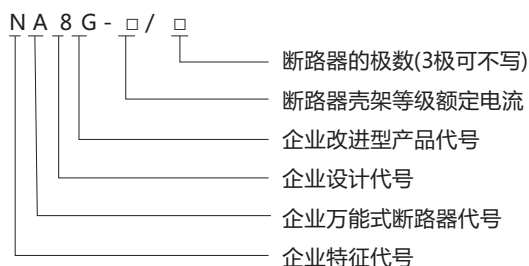 NA8G-□/□
断路器的极数(3极可不写)
断路器壳架等级额定电流
企业改进型产品代号
企业设计代号
企业万能式断路器代号
企业特征代号